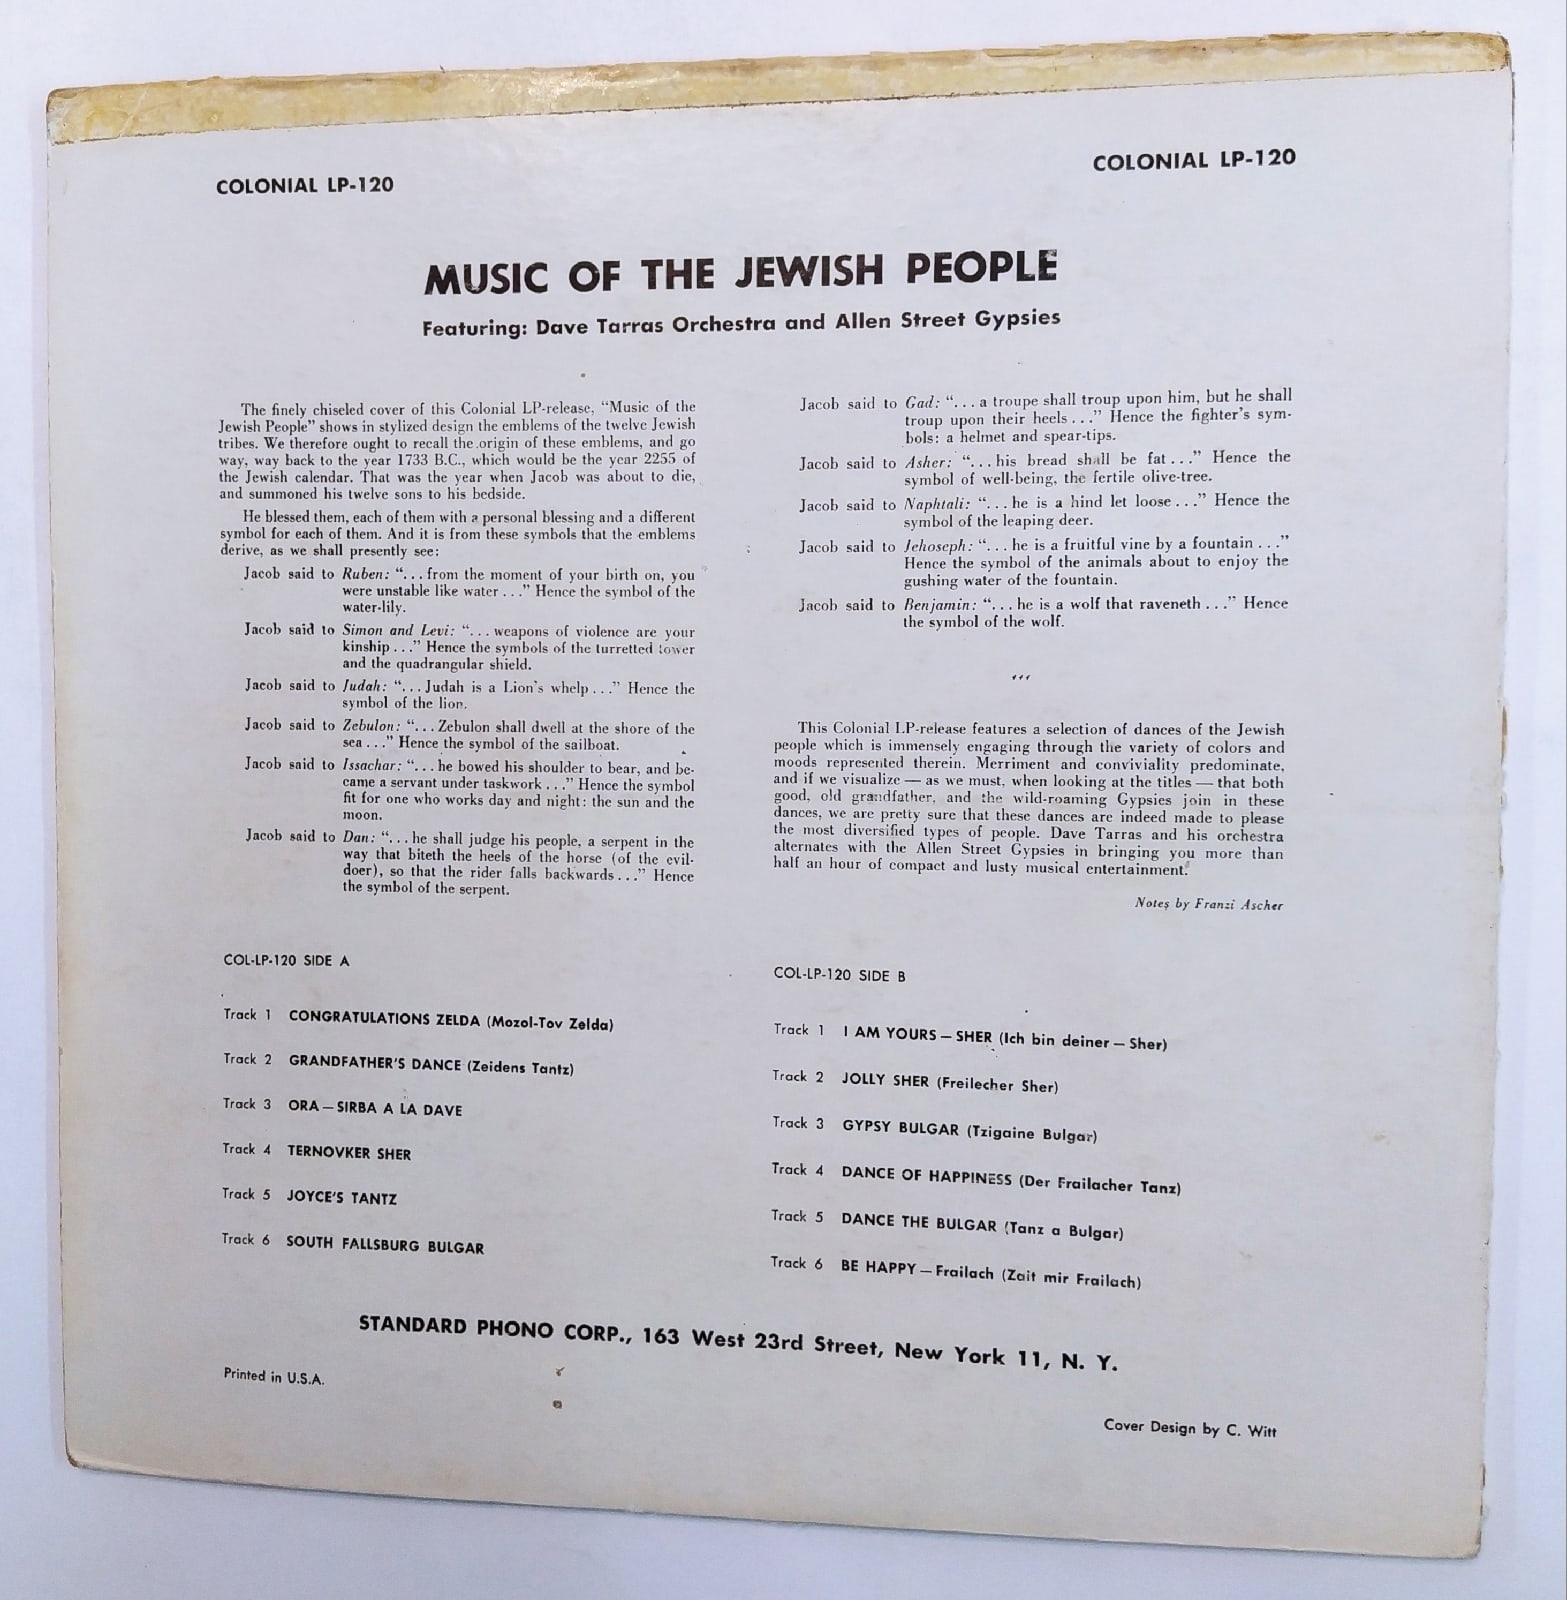 COLONIAL LP-120
COLONIAL LP-120
MUSIC OF THE JEWISH PEOPLE
Featuring: Dave Tarras Orchestra and Allen Street Gypsies
The finely chiseled cover of this Colonial LP-release, “Music of the
Jewish People” shows in stylized design the emblems of the twelve Jewish
tribes. We therefore ought to recall the origin of these emblems, and go
way, way back to the year 1733 B.C., which would be the year 2255 of
the Jewish calendar. That was the year when Jacob was about to die,
and summoned his twelve sons to his bedside.
He blessed them, each of them with a personal blessing and a different
symbol for each of them. And it is from these symbols that the emblems
derive, as we shall presently see:
Jacob said to Ruben: “... from the moment of your birth on, you
were unstable like water ...” Hence the symbol of the
water-lily.
Jacob said to Simon and Levi: “... weapons of violence are your
kinship ...” Hence the symbols of the turretted tower
and the quadrangular shield.
Jacob said to Judah: “... Judah is a Lion’s whelp ...” Hence the
symbol of the lion.
Jacob said to Zebulon: “... Zebulon shall dwell at the shore of the
sea ...” Hence the symbol of the sailboat.
Jacob said to Issachar: “... he bowed his shoulder to bear, and be-
came a servant under taskwork ...” Hence the symbol
fit for one who works day and night: the sun and the
moon.
Jacob said to Dan: “... he shall judge his people, a serpent in the
way that biteth the heels of the horse (of the evil-
doer), so that the rider falls backwards ...” Hence
the symbol of the serpent.
Jacob said to Gad: “... a troupe shall troup upon him, but he shall
troup upon their heels ...” Hence the fighter’s sym-
bols: a helmet and spear-tips.
Jacob said to Asher: “... his bread shall be fat ...” Hence the
symbol of well-being, the fertile olive-tree.
Jacob said to Naphtali: “... he is a hind let loose ...” Hence the
symbol of the leaping deer.
Jacob said to Jehoseph: “... he is a fruitful vine by a fountain ...”
Hence the symbol of the animals about to enjoy the
gushing water of the fountain.
Jacob said to Benjamin: “... he is a wolf that raveneth ...” Hence
the symbol of the wolf.
‘‘‘
This Colonial LP-release features a selection of dances of the Jewish
people which is immensely engaging through the variety of colors and
moods represented therein. Merriment and conviviality predominate,
and if we visualize — as we must, when looking at the titles — that both
good, old grandfather, and the wild-roaming Gypsies join in these
dances, we are pretty sure that these dances are indeed made to please
the most diversified types of people. Dave Tarras and his orchestra
alternates with the Allen Street Gypsies in bringing you more than
half an hour of compact and lusty musical entertainment.
Notes by Franzi Ascher
COL-LP-120 SIDE A
Track 1 CONGRATULATIONS ZELDA (Mozol-Tov Zelda)
Track 2 GRANDFATHER’S DANCE (Zeidens Tantz)
Track 3 ORA — SIRBA A LA DAVE
Track 4 TERNOVKER SHER
Track 5 JOYCE’S TANTZ
Track 6 SOUTH FALLSBURG BULGAR
COL-LP-120 SIDE B
Track 1 I AM YOURS — SHER (Ich bin deiner — Sher)
Track 2 JOLLY SHER (Freilecher Sher)
Track 3 GYPSY BULGAR (Tzigaine Bulgar)
Track 4 DANCE OF HAPPINESS (Der Frailacher Tanz)
Track 5 DANCE THE BULGAR (Tanz a Bulgar)
Track 6 BE HAPPY — Frailach (Zait mir Frailach)
STANDARD PHONO CORP., 163 West 23rd Street, New York 11, N. Y.
Printed in U.S.A.
Cover Design by C. Witt